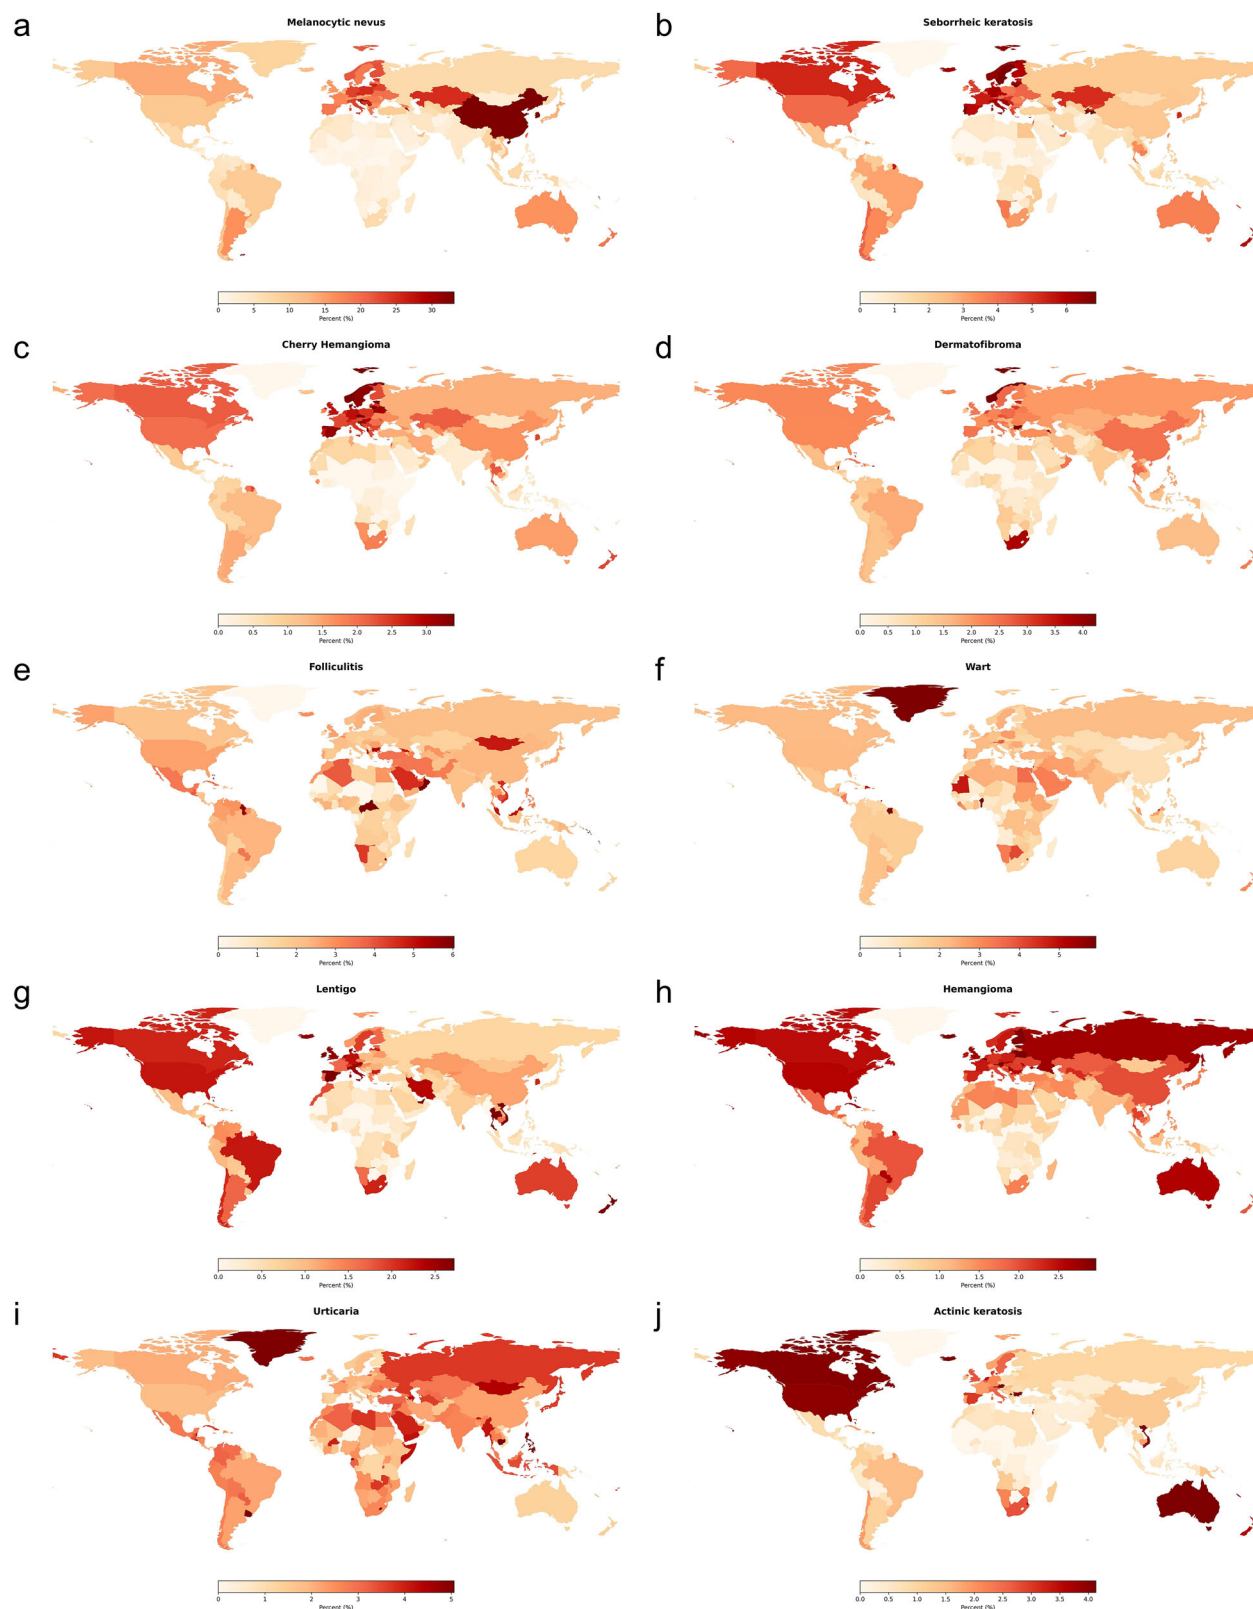 a
Melanocytic nevus
0 5 10 15 20 25 30
Percent (%)
b
Seborrheic keratosis
0 1 2 3 4 5 6
Percent (%)
c
Cherry Hemangioma
0.0 0.5 1.0 1.5 2.0 2.5 3.0
Percent (%)
d
Dermatofibroma
0.0 0.5 1.0 1.5 2.0 2.5 3.0 3.5 4.0
Percent (%)
e
Folliculitis
0 1 2 3 4 5 6
Percent (%)
f
Wart
0 1 2 3 4 5
Percent (%)
g
Lentigo
0.0 0.5 1.0 1.5 2.0 2.5
Percent (%)
h
Hemangioma
0.0 0.5 1.0 1.5 2.0 2.5
Percent (%)
i
Urticaria
0 1 2 3 4 5
Percent (%)
j
Actinic keratosis
0.0 0.5 1.0 1.5 2.0 2.5 3.0 3.5 4.0
Percent (%)